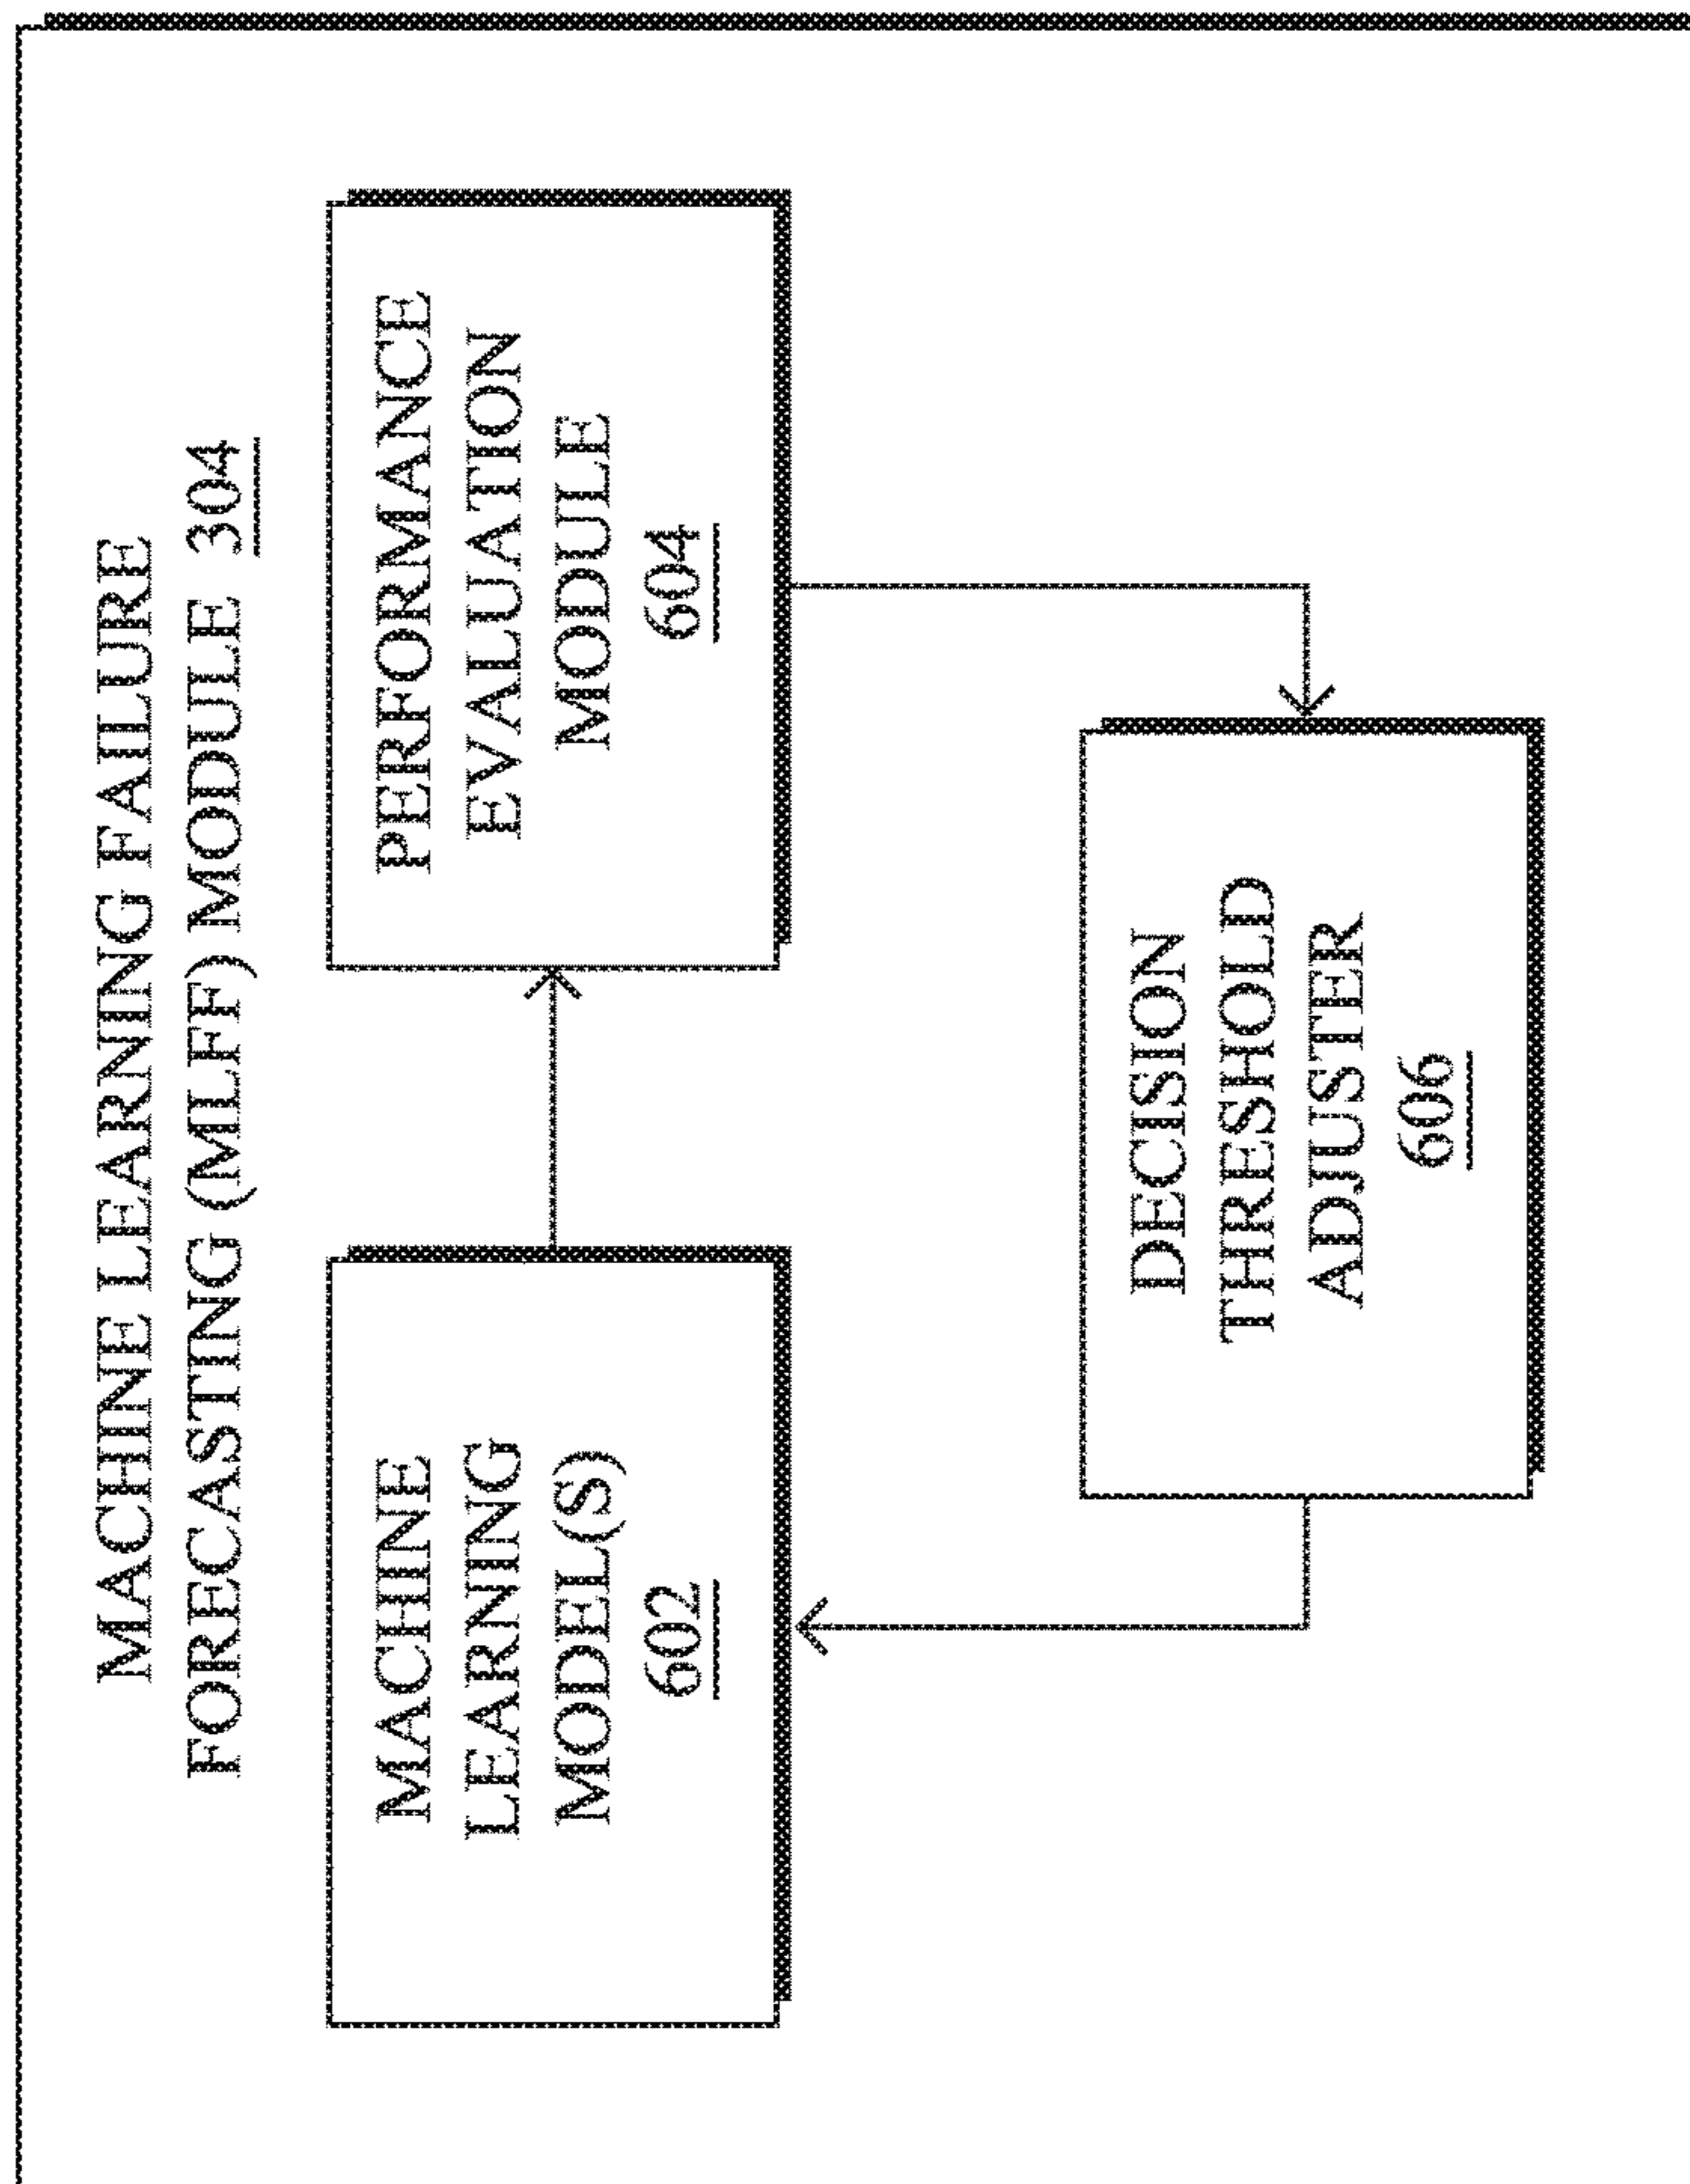 MACHINE LEARNING FAILURE
FORECASTING (MLFF) MODULE 304
MACHINE
LEARNING
MODEL(S)
602
PERFORMANCE
EVALUATION
MODULE
604
DECISION
THRESHOLD
ADJUSTER
606